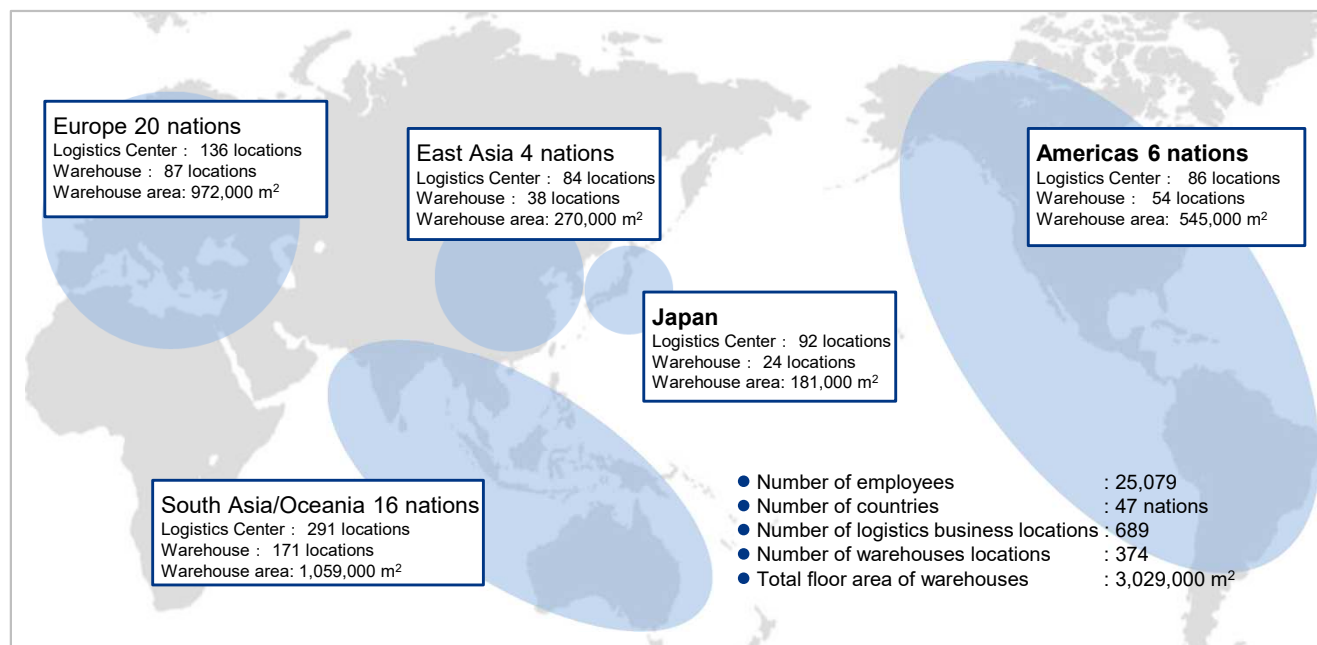 Europe 20 nations
Logistics Center : 136 locations
Warehouse : 87 locations
Warehouse area: 972,000 m²
East Asia 4 nations
Logistics Center : 84 locations
Warehouse : 38 locations
Warehouse area: 270,000 m²
Americas 6 nations
Logistics Center : 86 locations
Warehouse : 54 locations
Warehouse area: 545,000 m²
Japan
Logistics Center : 92 locations
Warehouse : 24 locations
Warehouse area: 181,000 m²
South Asia/Oceania 16 nations
Logistics Center : 291 locations
Warehouse : 171 locations
Warehouse area: 1,059,000 m²
● Number of employees : 25,079
● Number of countries : 47 nations
● Number of logistics business locations : 689
● Number of warehouses locations : 374
● Total floor area of warehouses : 3,029,000 m²